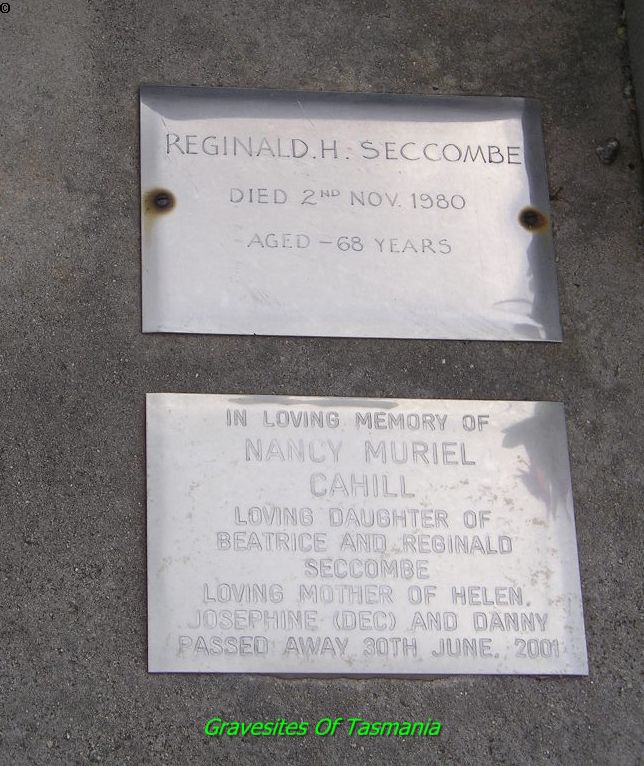 ©
REGINALD.H. SECCOMBE
DIED 2ND NOV. 1980
AGED - 68 YEARS
IN LOVING MEMORY OF
NANCY MURIEL
CAHILL
LOVING DAUGHTER OF
BEATRICE AND REGINALD
SECCOMBE
LOVING MOTHER OF HELEN,
JOSEPHINE (DEC) AND DANNY
PASSED AWAY 30TH JUNE, 2001
Gravesites Of Tasmania